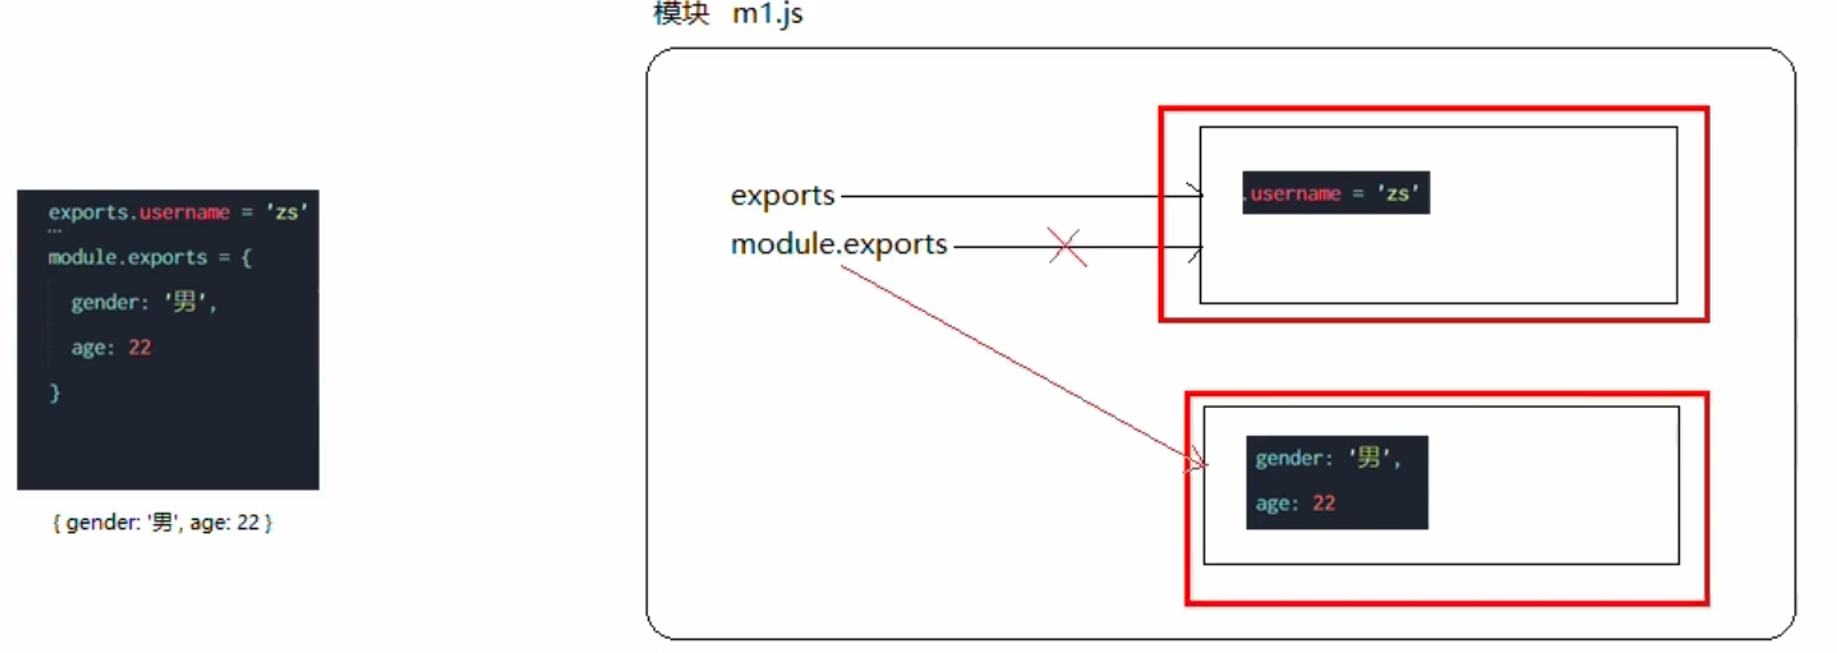 模块 m1.js
exports.username = 'zs'
...
module.exports = {
gender: '男',
age: 22
}
{ gender: '男', age: 22 }
exports
module.exports
.username = 'zs'
gender: '男',
age: 22